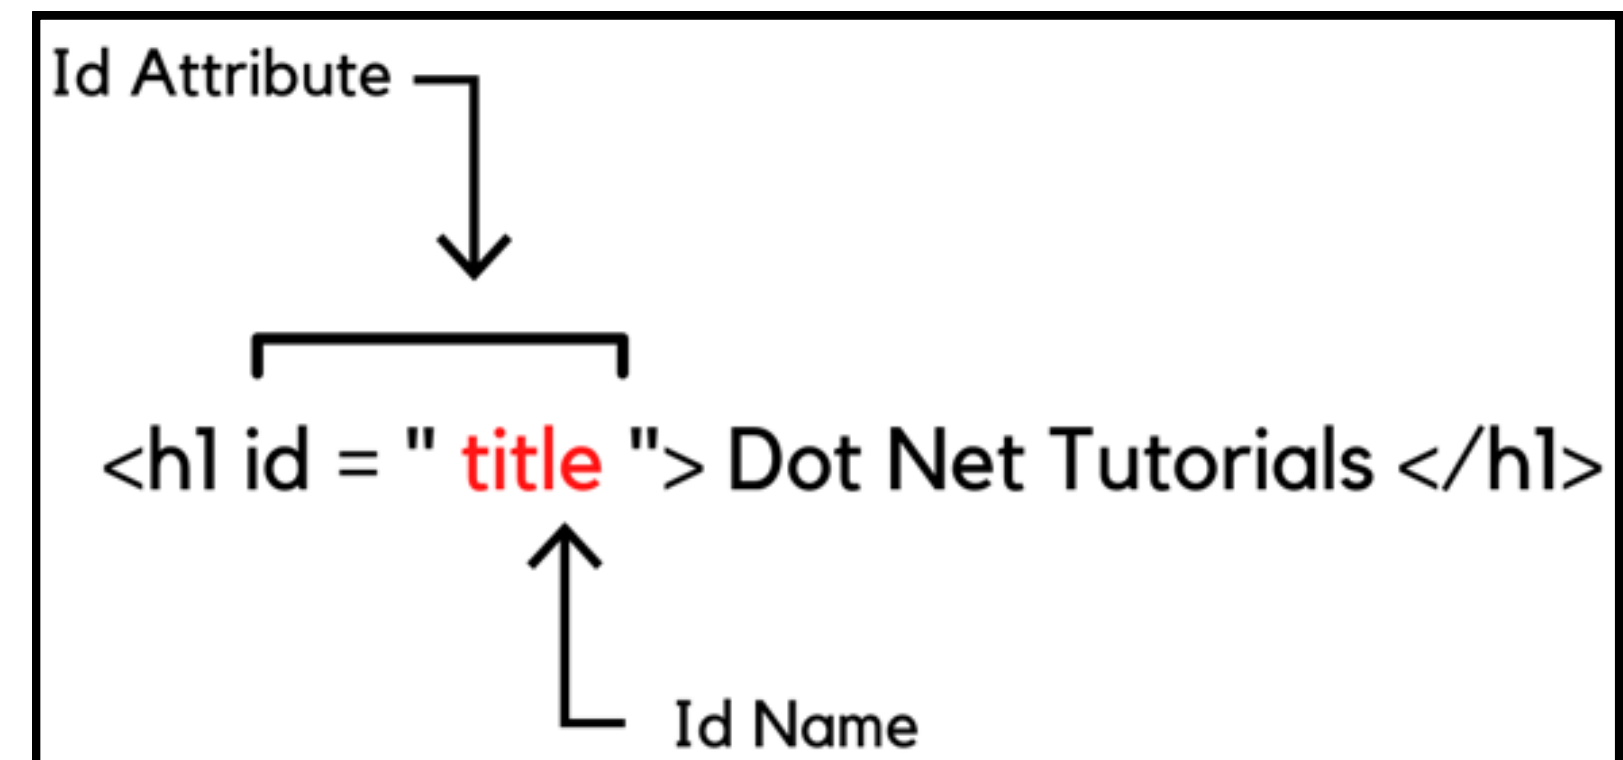 Id Attribute
<h1 id = " title "> Dot Net Tutorials </h1>
Id Name